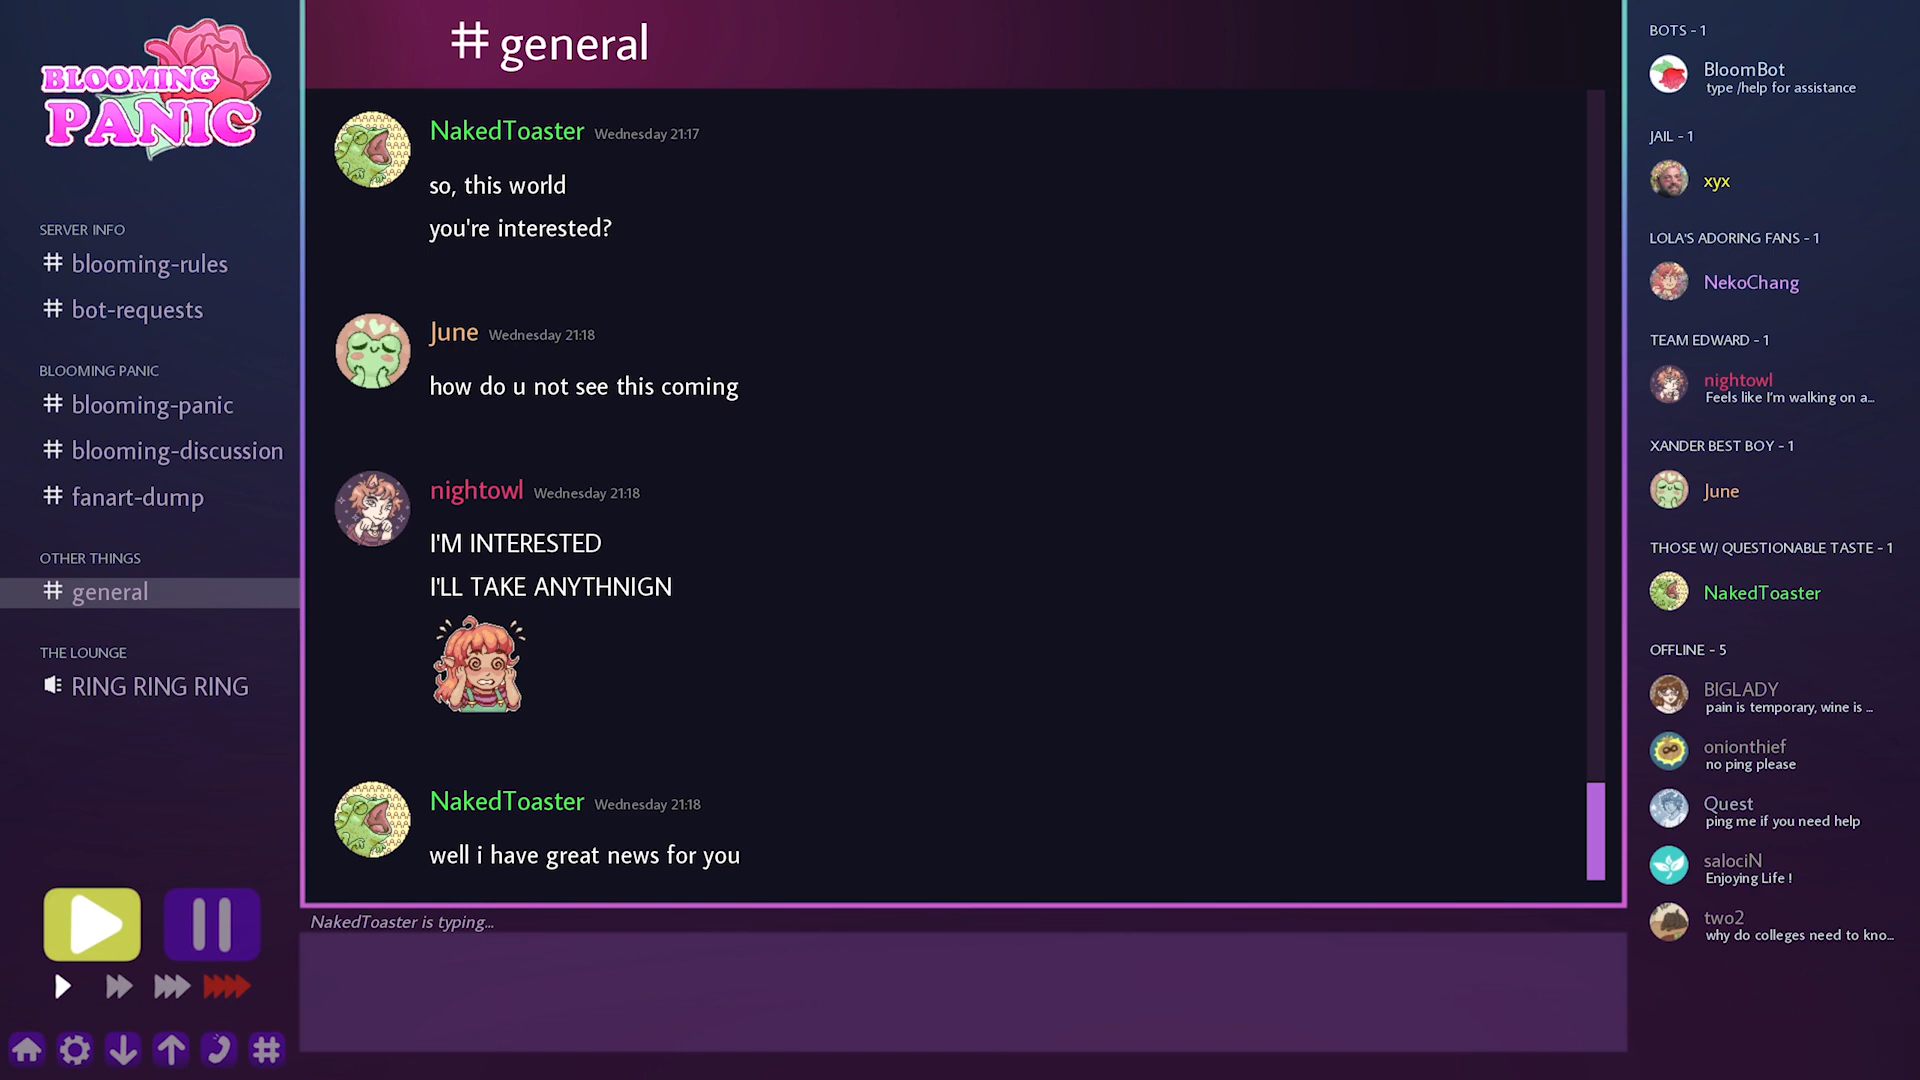 BLOOMING
PANIC
SERVER INFO
# blooming-rules
# bot-requests
BLOOMING PANIC
# blooming-panic
# blooming-discussion
# fanart-dump
OTHER THINGS
# general
THE LOUNGE
RING RING RING
# general
NakedToaster Wednesday 21:17
so, this world
you're interested?
June Wednesday 21:18
how do u not see this coming
nightowl Wednesday 21:18
I'M INTERESTED
I'LL TAKE ANYTHNIGN
NakedToaster Wednesday 21:18
well i have great news for you
NakedToaster is typing...
BOTS - 1
BloomBot
type /help for assistance
JAIL - 1
xyx
LOLA'S ADORING FANS - 1
NekoChang
TEAM EDWARD - 1
nightowl
Feels like I'm walking on a...
XANDER BEST BOY - 1
June
THOSE W/ QUESTIONABLE TASTE - 1
NakedToaster
OFFLINE - 5
BIGLADY
pain is temporary, wine is ...
onionthief
no ping please
Quest
ping me if you need help
salociN
Enjoying Life !
two2
why do colleges need to kno...